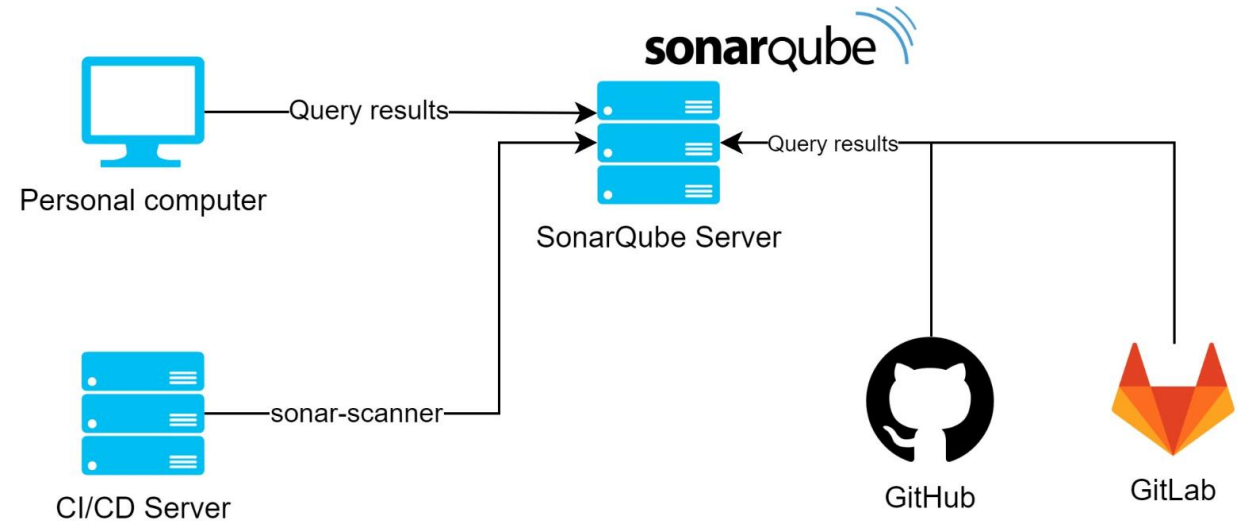 sonarqube
Query results
Query results
Personal computer
SonarQube Server
sonar-scanner
CI/CD Server
GitHub
GitLab